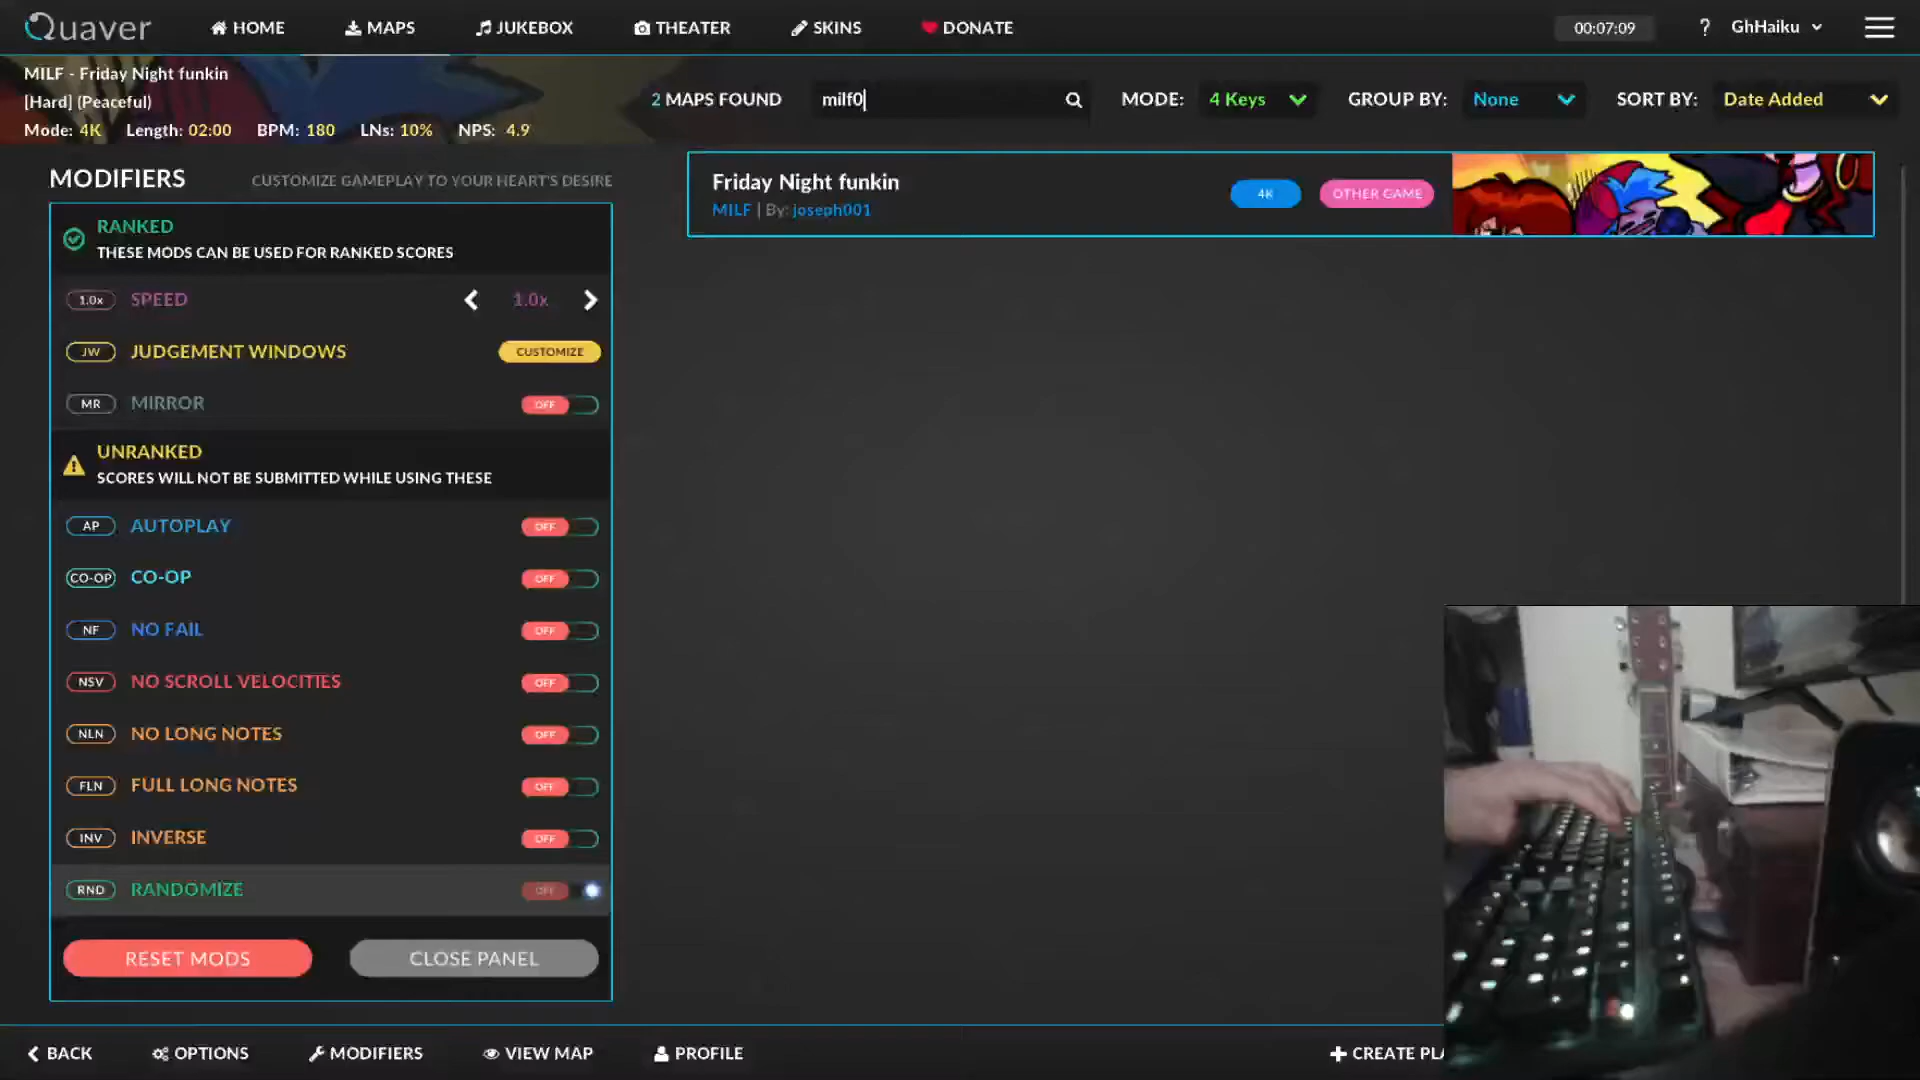 Quaver
HOME
MAPS
JUKEBOX
THEATER
SKINS
DONATE
00:07:09
?
GhHaiku
MILF - Friday Night funkin
[Hard] (Peaceful)
Mode: 4K Length: 02:00 BPM: 180 LNs: 10% NPS: 4.9
2 MAPS FOUND
milf0
MODE: 4 Keys
GROUP BY: None
SORT BY: Date Added
MODIFIERS
CUSTOMIZE GAMEPLAY TO YOUR HEART'S DESIRE
RANKED
THESE MODS CAN BE USED FOR RANKED SCORES
1.0x SPEED 1.0x
JW JUDGEMENT WINDOWS CUSTOMIZE
MR MIRROR OFF
UNRANKED
SCORES WILL NOT BE SUBMITTED WHILE USING THESE
AP AUTOPLAY OFF
CO-OP CO-OP OFF
NF NO FAIL OFF
NSV NO SCROLL VELOCITIES OFF
NLN NO LONG NOTES OFF
FLN FULL LONG NOTES OFF
INV INVERSE OFF
RND RANDOMIZE OFF
RESET MODS
CLOSE PANEL
Friday Night funkin
MILF | By: joseph001
4K
OTHER GAME
BACK
OPTIONS
MODIFIERS
VIEW MAP
PROFILE
CREATE PLA